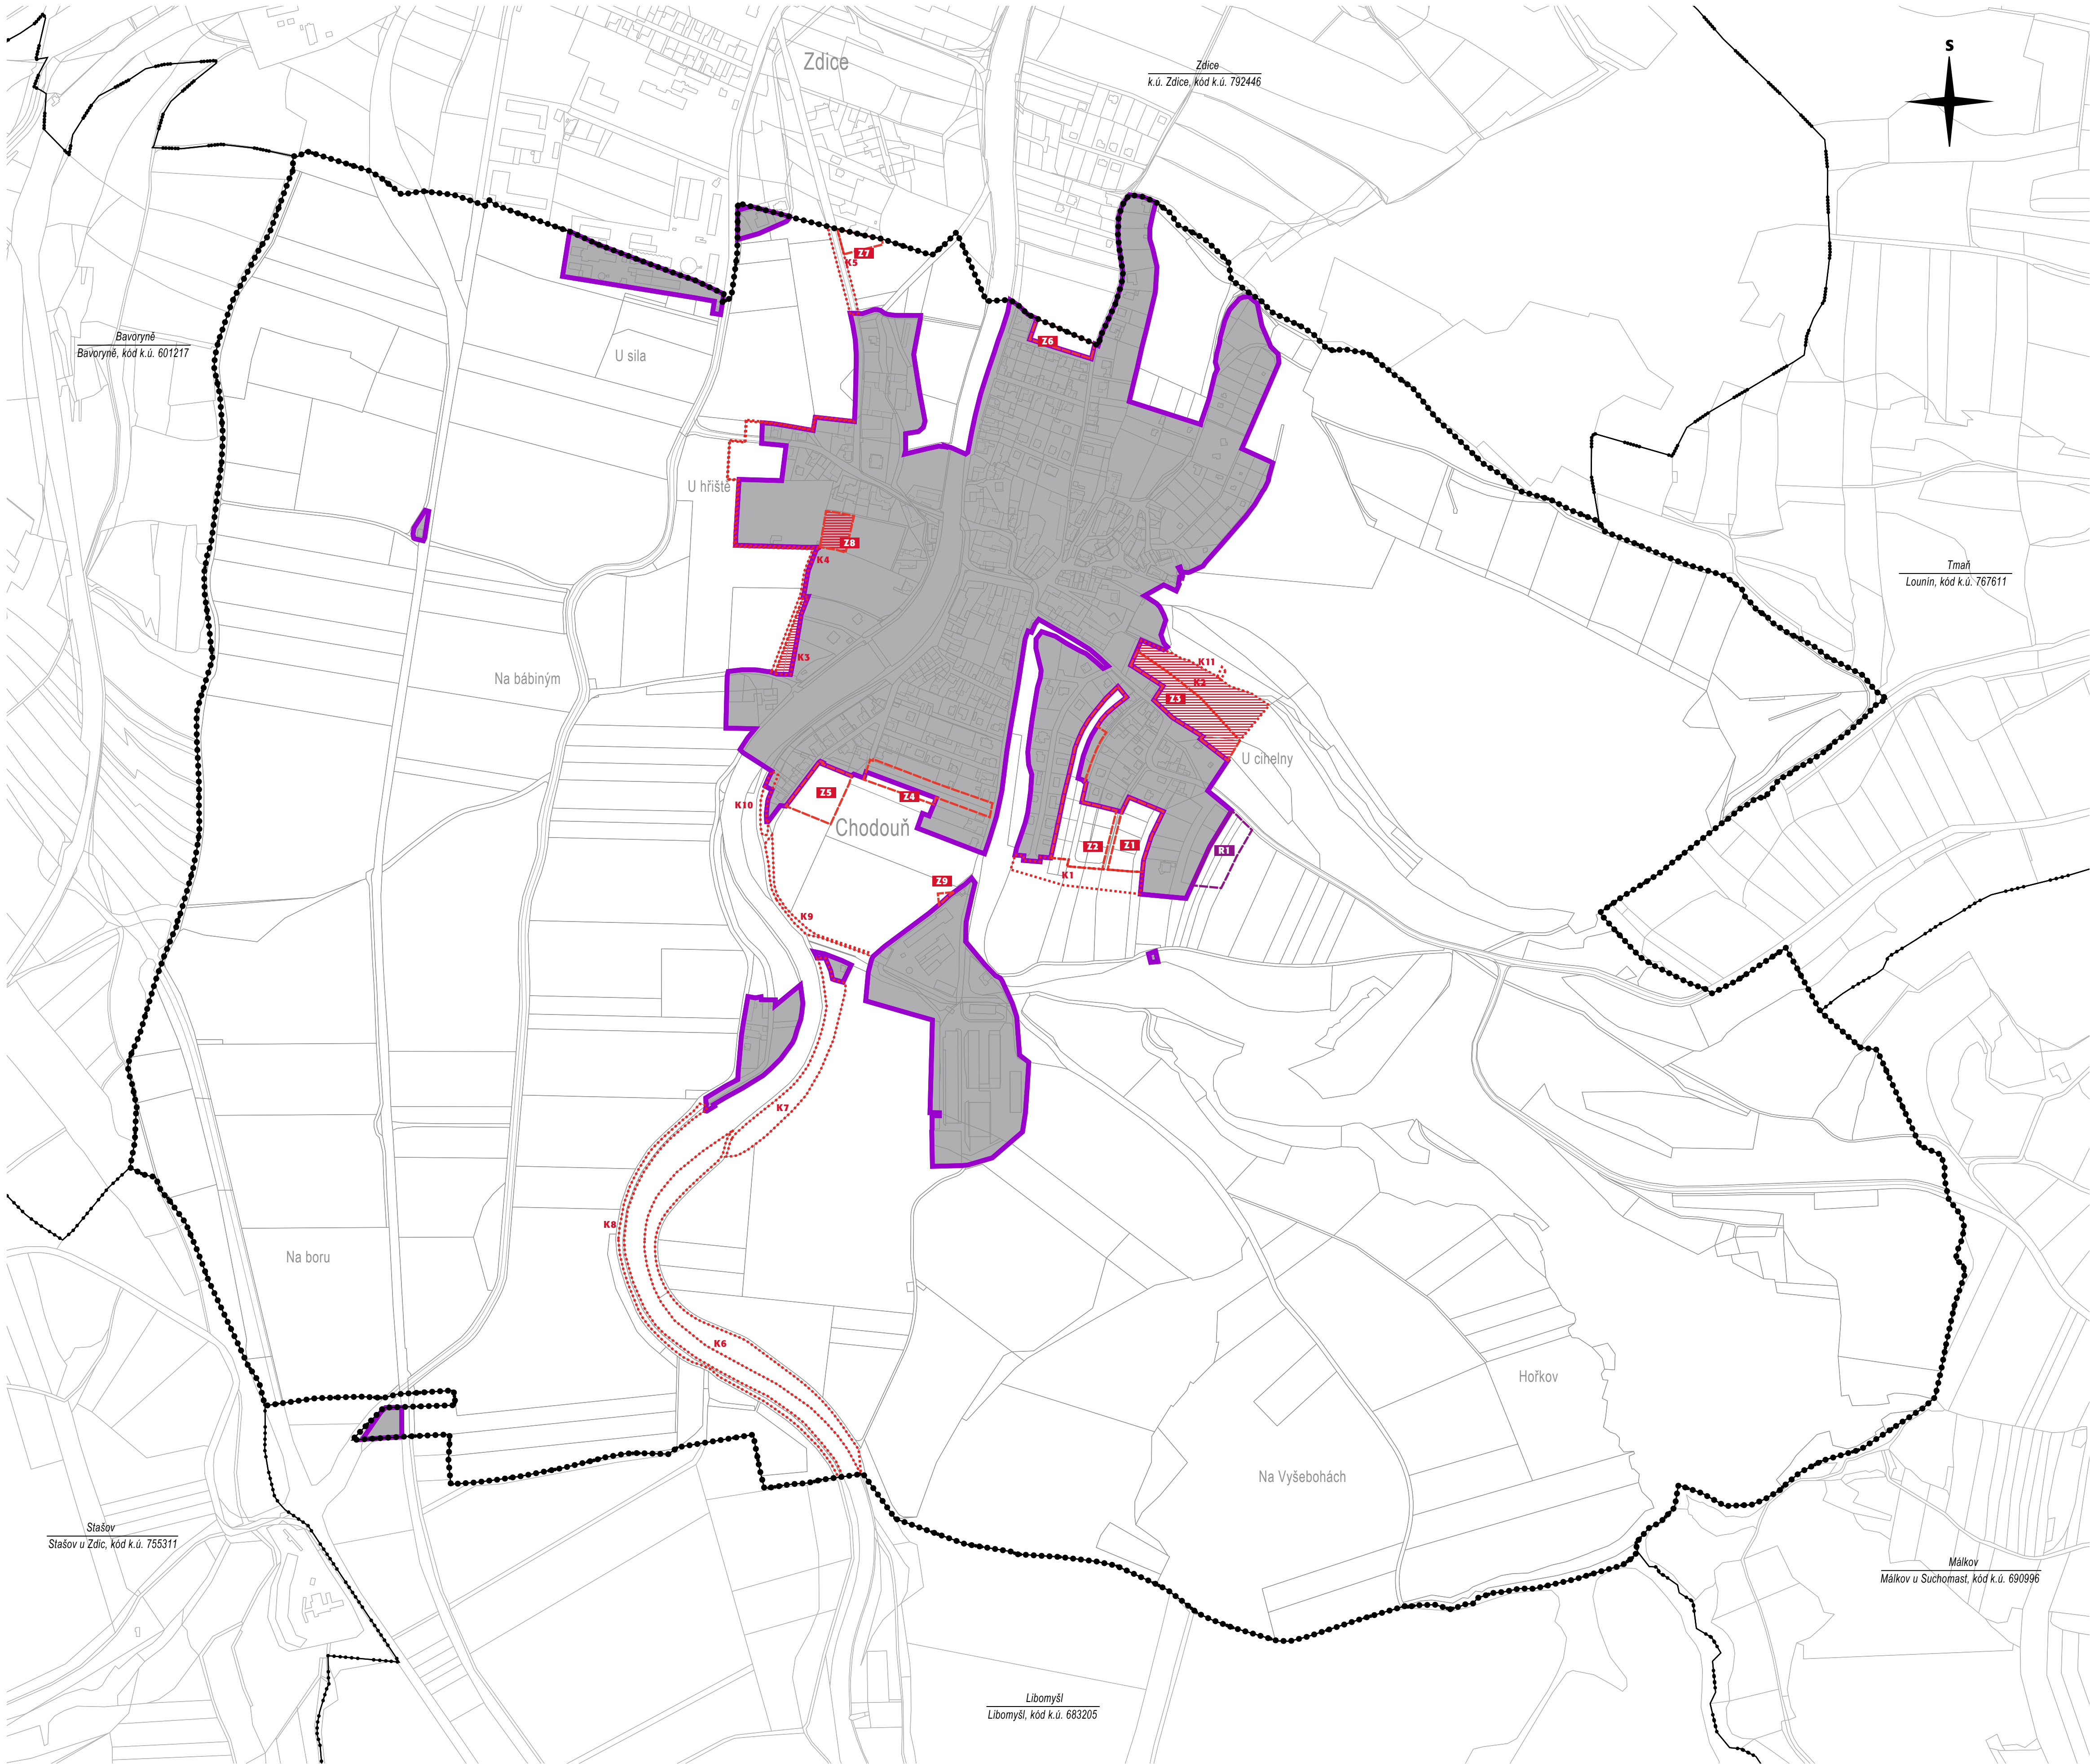 S
Zdice
Zdice
k.ú. Zdice, kód k.ú. 792446
Z7
K5
Bavoryně
Bavoryně, kód k.ú. 601217
Z6
U sila
U hřiště
Z8
K4
Tmaň
Lounín, kód k.ú. 767611
K3
K11
K2
Na bábiným
Z3
U cihelny
Z5
Z4
K10
Chodouň
Z2
Z1
R1
K1
Z9
K9
K7
K8
Na boru
K6
Hořkov
Na Vyšebohách
Stašov
Stašov u Zdic, kód k.ú. 755311
Málkov
Málkov u Suchomast, kód k.ú. 690996
Libomyšl
Libomyšl, kód k.ú. 683205